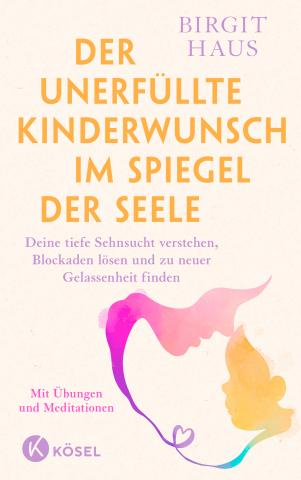 BIRGIT
HAUS
DER
UNERFÜLLTE
KINDERWUNSCH
IM SPIEGEL
DER SEELE
Deine tiefe Sehnsucht verstehen,
Blockaden lösen und zu neuer
Gelassenheit finden
Mit Übungen
und Meditationen
K KÖSEL